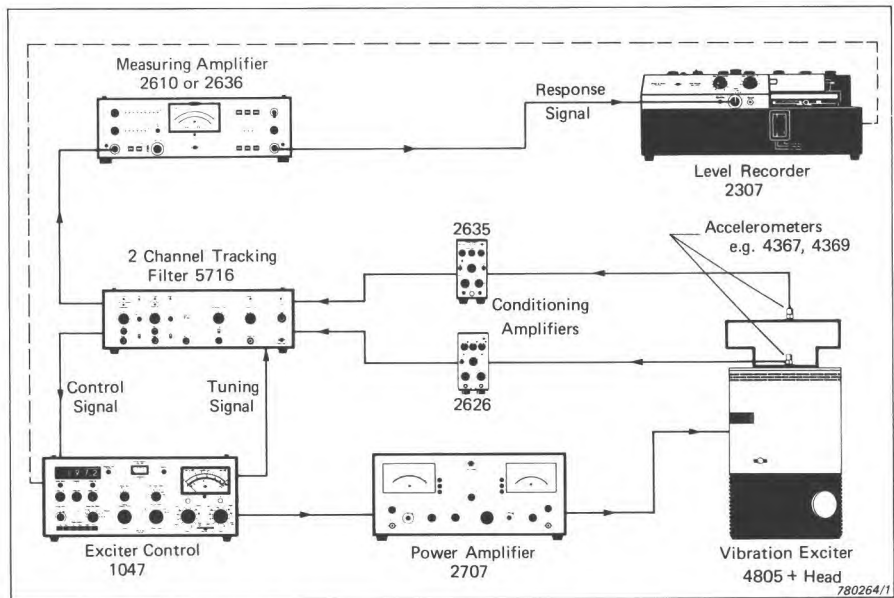 Measuring Amplifier
2610 or 2636
Response
Signal
Level Recorder
2307
2635
Accelerometers
e.g. 4367, 4369
2 Channel Tracking
Filter 5716
Conditioning
Amplifiers
2626
Control
Signal
Tuning
Signal
1972
Exciter Control
1047
Power Amplifier
2707
Vibration Exciter
4805 + Head
780264/1